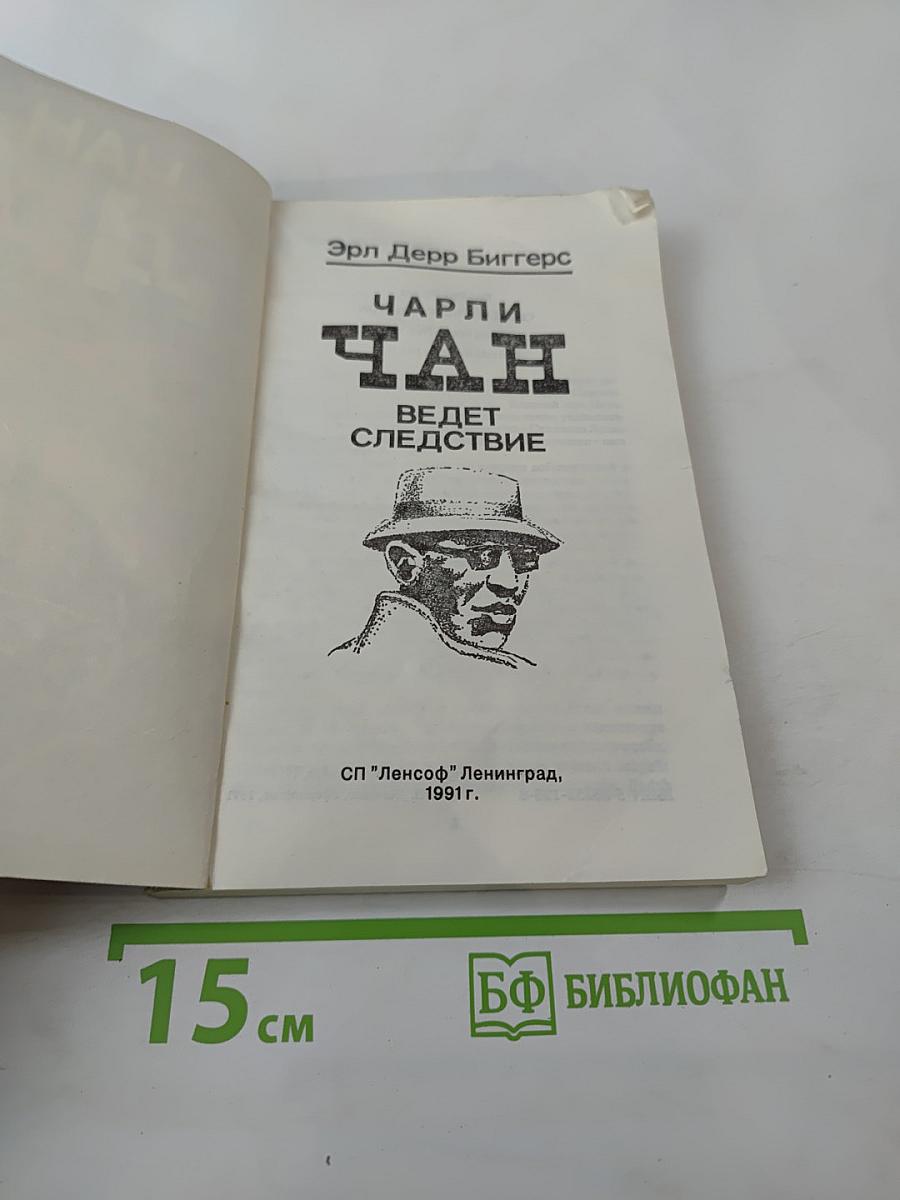 Эрл Дерр Биггерс
ЧАРЛИ
ЧАН
ВЕДЕТ
СЛЕДСТВИЕ
СП "Ленсоф" Ленинград,
1991 г.
15 см
БФ БИБЛИОФАН